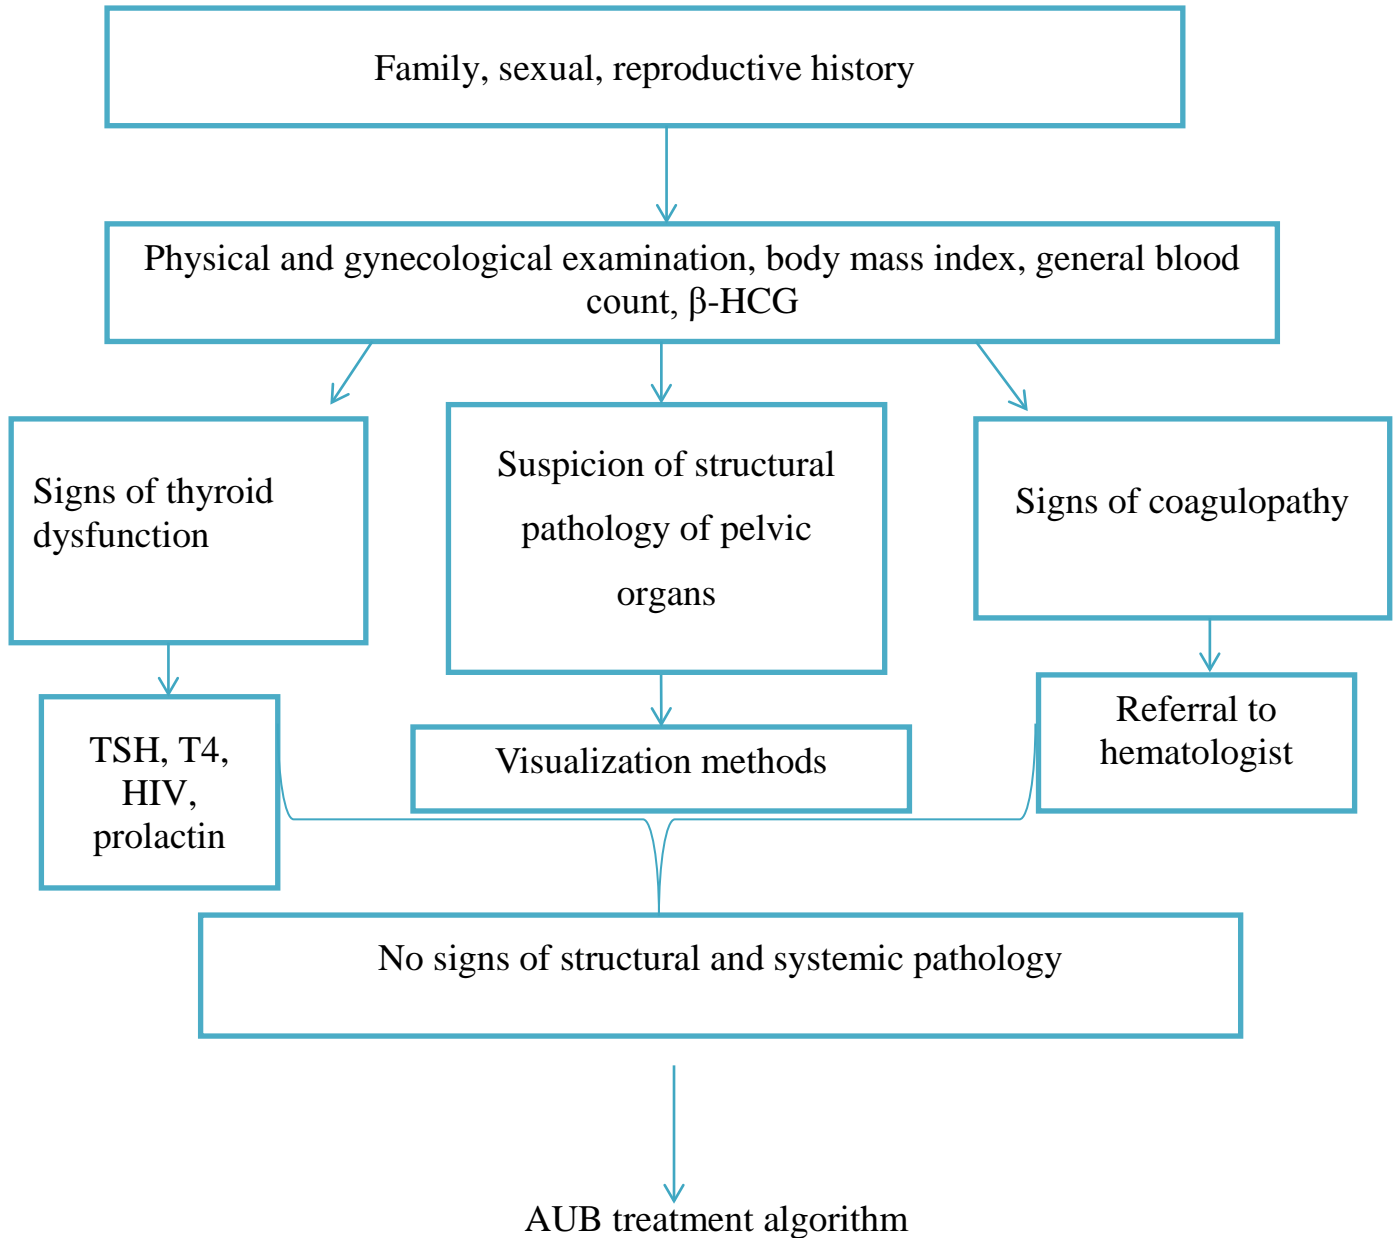 Family, sexual, reproductive history
Physical and gynecological examination, body mass index, general blood
count, β-HCG
Signs of thyroid
dysfunction
Suspicion of structural
pathology of pelvic
organs
Signs of coagulopathy
TSH, T4,
HIV,
prolactin
Visualization methods
Referral to
hematologist
No signs of structural and systemic pathology
AUB treatment algorithm